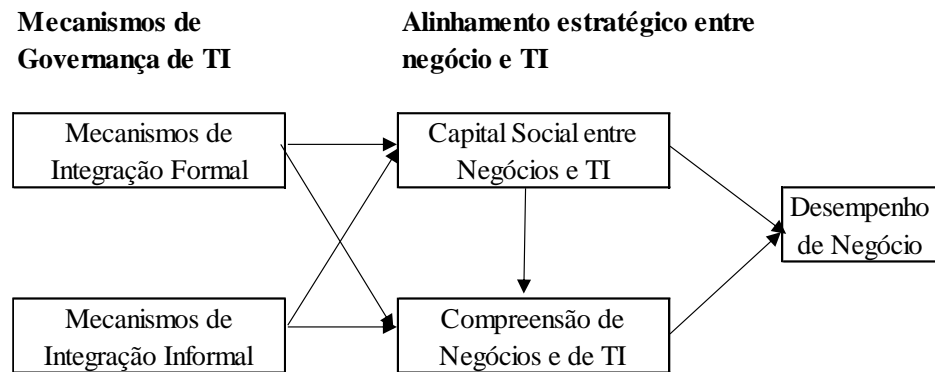 Mecanismos de
Governança de TI
Alinhamento estratégico entre
negócio e TI
Mecanismos de
Integração Formal
Capital Social entre
Negócios e TI
Desempenho
de Negócio
Mecanismos de
Integração Informal
Compreensão de
Negócios e de TI